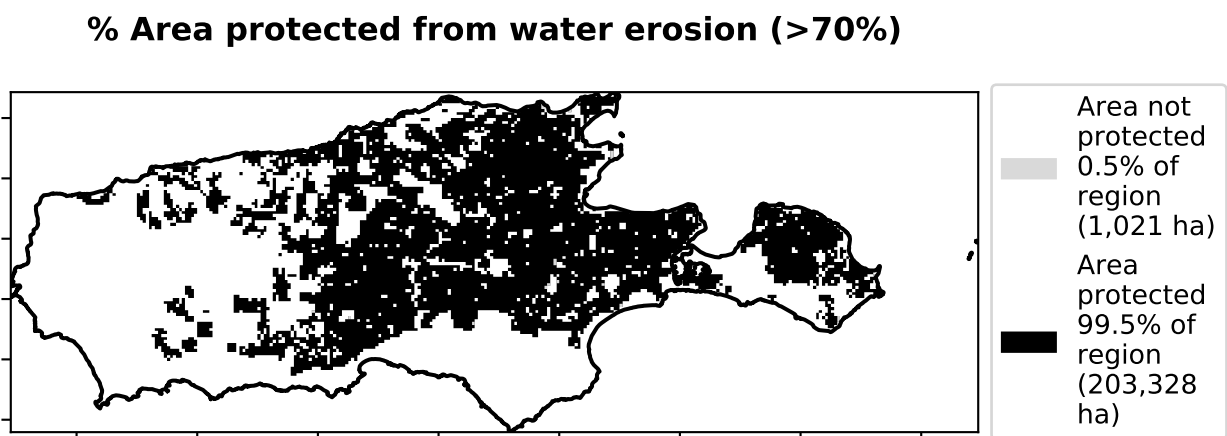 % Area protected from water erosion (>70%)
Area not
protected
0.5% of
region
(1,021 ha)
Area
protected
99.5% of
region
(203,328
ha)